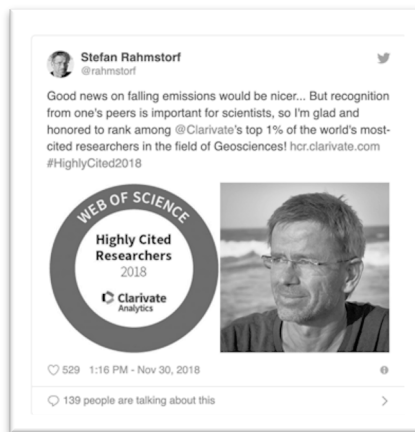 Stefan Rahmstorf
@rahmstorf
Good news on falling emissions would be nicer... But recognition
from one's peers is important for scientists, so I'm glad and
honored to rank among @Clarivate's top 1% of the world's most-
cited researchers in the field of Geosciences! hcr.clarivate.com
#HighlyCited2018
WEB OF SCIENCE
Highly Cited
Researchers
2018
Clarivate
Analytics
529 1:16 PM - Nov 30, 2018
139 people are talking about this